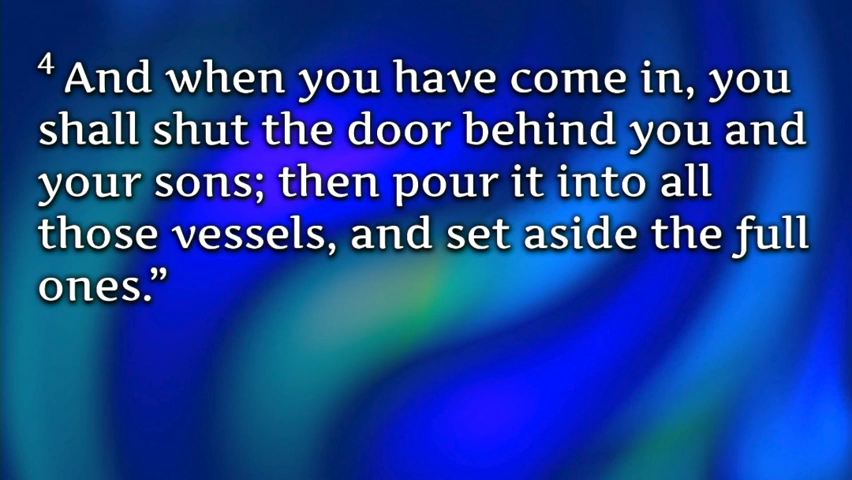 4 And when you have come in, you
shall shut the door behind you and
your sons; then pour it into all
those vessels, and set aside the full
ones.”